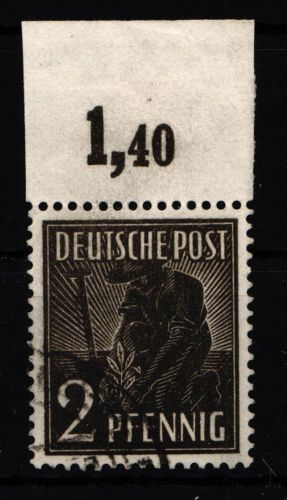 1,40
DEUTSCHE POST
2 PFENNIG